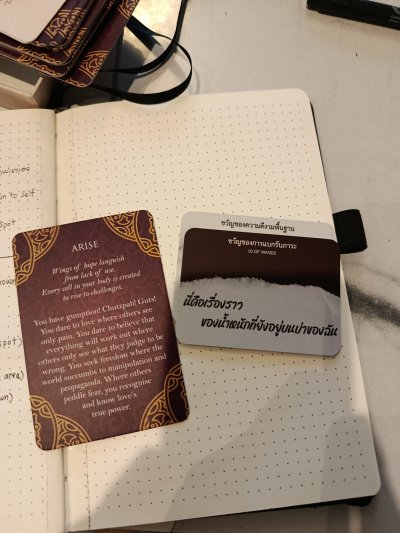 to self
ARISE
Wings of hope languish
from lack of use.
Every cell in your body is created
to rise to challenges.
You have gumption! Chutzpah! Guts!
You dare to love where others see
only pain. You dare to believe that
everything will work out where
others only see what they judge to be
wrong. You seek freedom where the
world succumbs to manipulation and
propaganda. Where others
peddle fear, you recognise
and know love's
true power.
ขวัญของความดีงามพื้นฐาน
ขวัญของการแบกรับภาระ
10 OF WANDS
นี่คือเรื่องราว
ของน้ำหนักที่ยังอยู่บนบ่าของฉัน